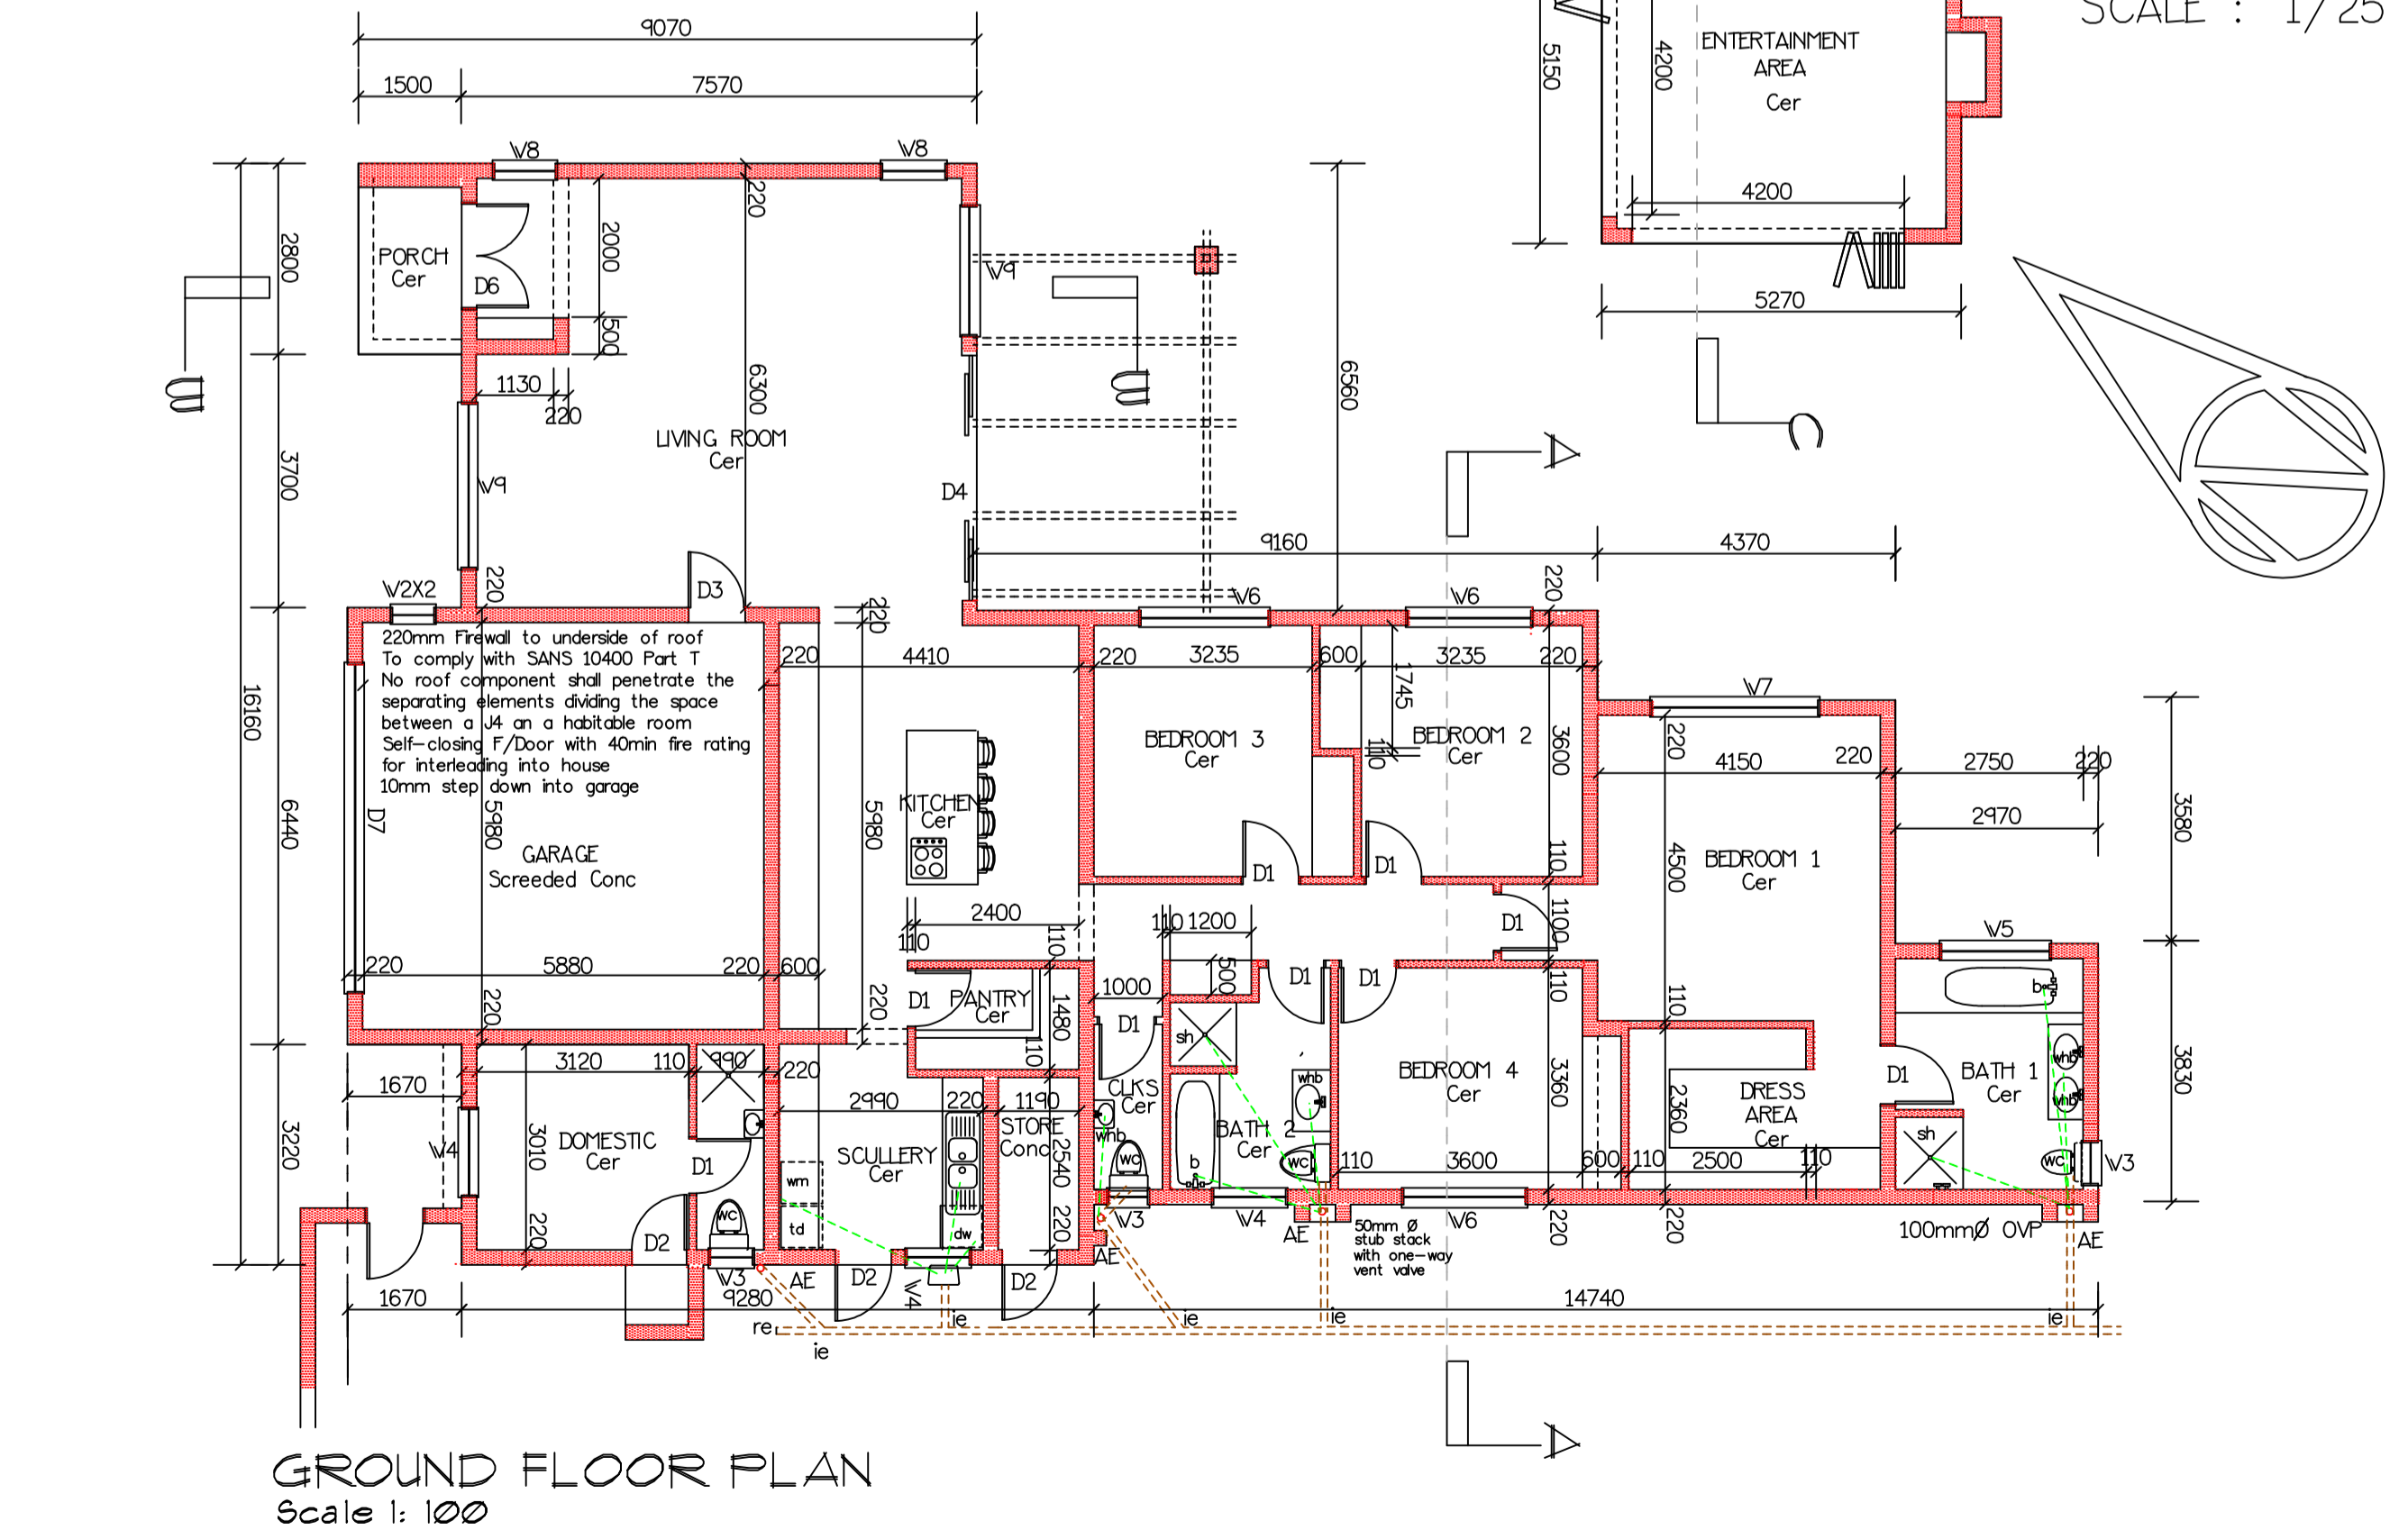 SCALE : 1/25
9070
1500
7570
5150
4200
ENTERTAINMENT
AREA
Cer
4200
5270
W8
W8
220
2800
PORCH
Cer
D6
2000
500
W9
1130
220
6300
6560
3700
LIVING ROOM
Cer
W9
D4
9160
4370
W2X2
220
D3
220
W6
W6
220
220mm Firewall to underside of roof
To comply with SANS 10400 Part T
No roof component shall penetrate the
separating elements dividing the space
between a J4 an a habitable room
Self-closing F/Door with 40min fire rating
for interleading into house
10mm step down into garage
16160
6440
D7
5980
GARAGE
Screeded Conc
220
5880
220
600
220
220
4410
220
3235
600
3235
220
1745
110
5980
KITCHEN
Cer
BEDROOM 3
Cer
BEDROOM 2
Cer
3600
W7
220
4150
220
2750
220
2970
3580
4500
BEDROOM 1
Cer
D1
D1
110
110
2400
110
110
1200
1100
D1
W5
220
D1
PANTRY
Cer
1480
110
1000
500
D1
D1
110
110
D1
sh
b
3120
110
990
220
1670
3220
2990
220
1190
CLKS
Cer
whb
whb
BEDROOM 4
Cer
3360
2360
DRESS
AREA
Cer
D1
BATH 1
Cer
whb
whb
3830
W4
3010
DOMESTIC
Cer
D1
SCULLERY
Cer
STORE
Conc
2540
BATH 2
Cer
wc
b
wc
110
3600
600
110
2500
110
sh
wc
W3
wm
td
dw
220
D2
wc
220
W3
W4
W6
220
220
AE
AE
50mm Ø
stub stack
with one-way
vent valve
100mmØ OVP
AE
W3
AE
D2
W4
D2
1670
9280
14740
re
ie
ie
ie
ie
ie
A
A
B
B
C
GROUND FLOOR PLAN
Scale 1: 100